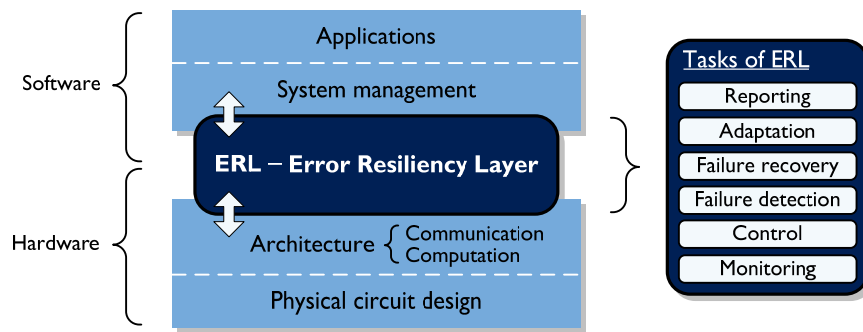 Software
Hardware
Applications
System management
ERL – Error Resiliency Layer
Architecture
Communication
Computation
Physical circuit design
Tasks of ERL
Reporting
Adaptation
Failure recovery
Failure detection
Control
Monitoring